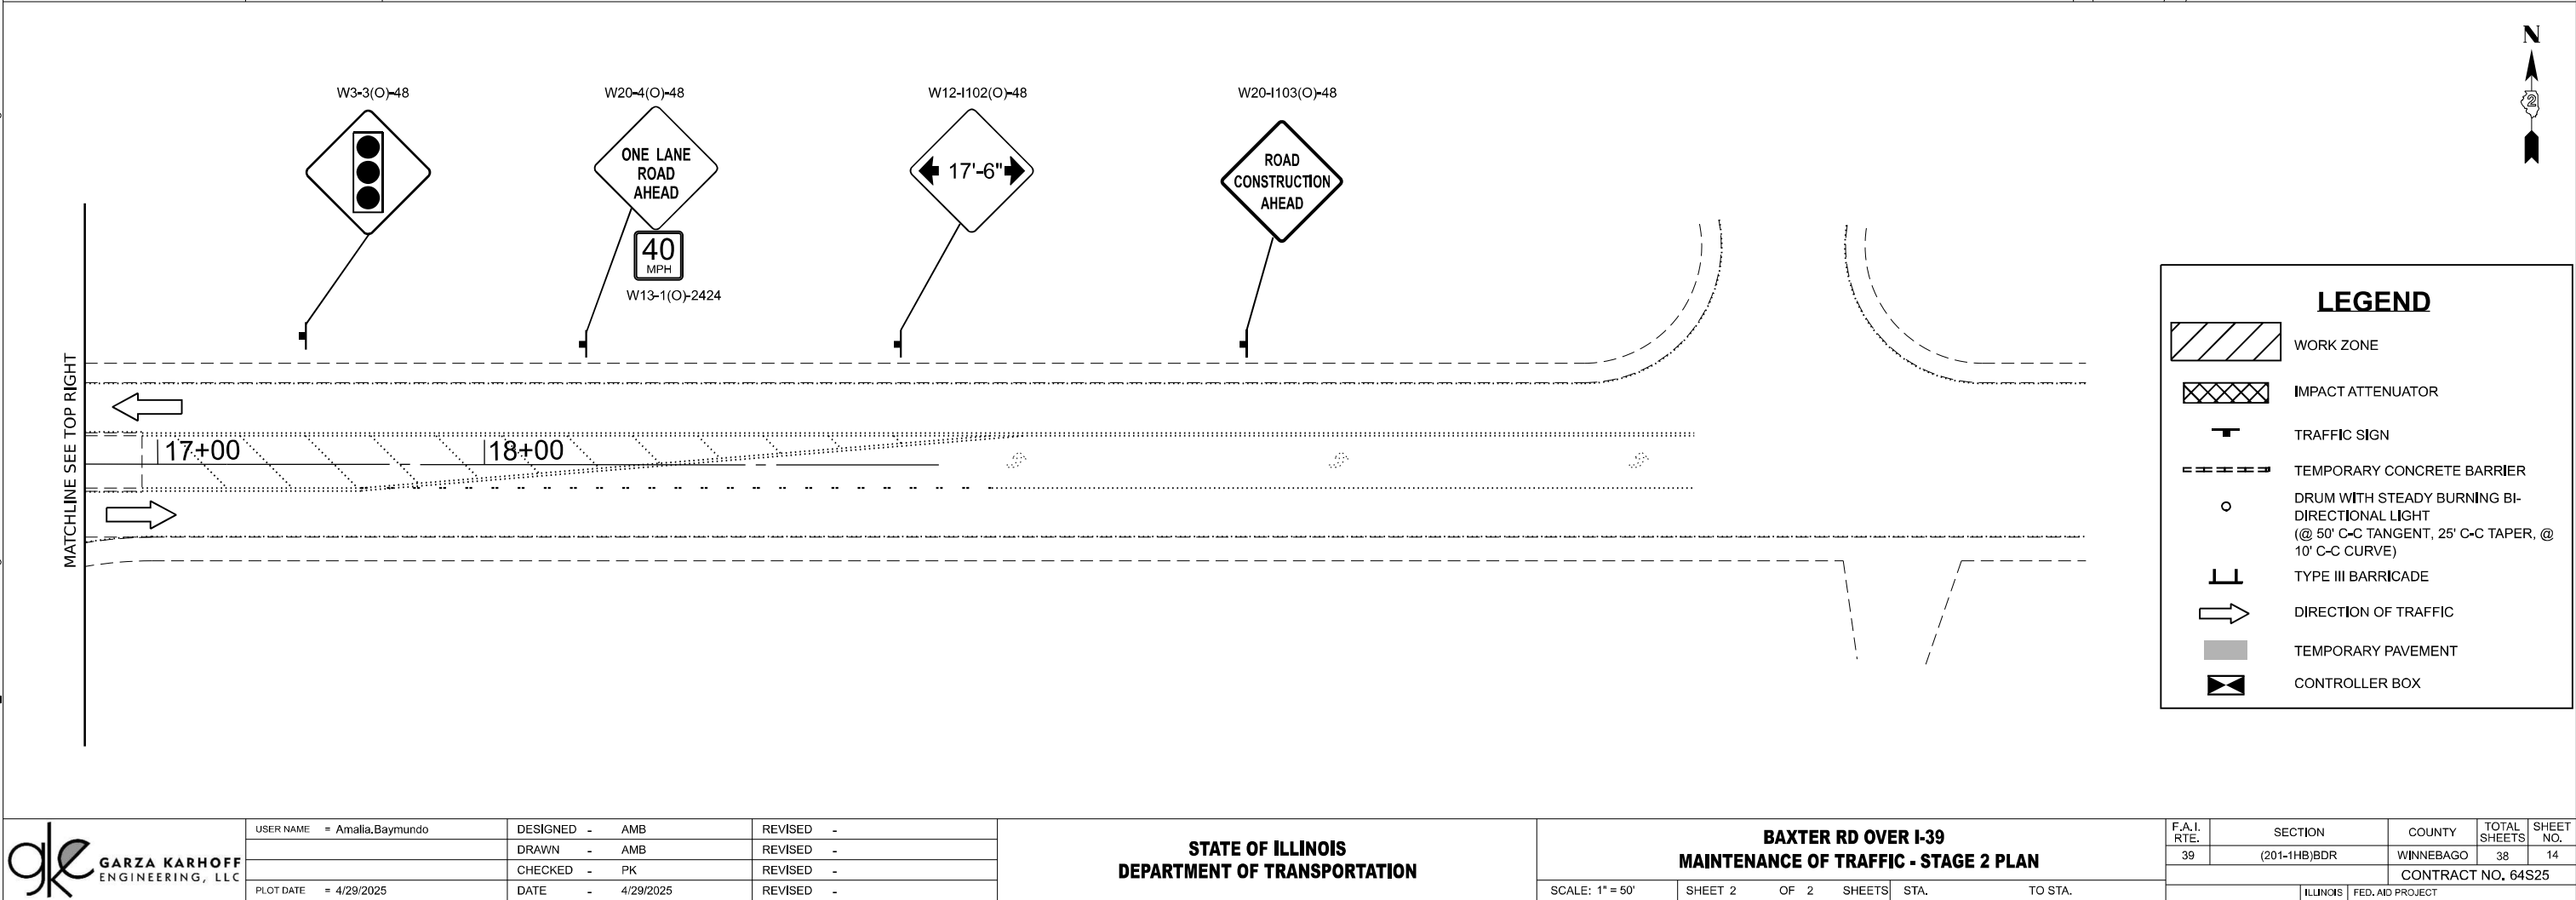 N
2
W3-3(O)-48
W20-4(O)-48
W12-I102(O)-48
W20-I103(O)-48
ONE LANE
ROAD
AHEAD
17'-6"
ROAD
CONSTRUCTION
AHEAD
40
MPH
W13-1(O)-2424
MATCHLINE SEE TOP RIGHT
17+00
18+00
LEGEND
WORK ZONE
IMPACT ATTENUATOR
TRAFFIC SIGN
TEMPORARY CONCRETE BARRIER
DRUM WITH STEADY BURNING BI-
DIRECTIONAL LIGHT
(@ 50' C-C TANGENT, 25' C-C TAPER, @
10' C-C CURVE)
TYPE III BARRICADE
DIRECTION OF TRAFFIC
TEMPORARY PAVEMENT
CONTROLLER BOX
gke
GARZA KARHOFF
ENGINEERING, LLC
USER NAME = Amalia.Baymundo
PLOT DATE = 4/29/2025
DESIGNED - AMB
DRAWN - AMB
CHECKED - PK
DATE - 4/29/2025
REVISED -
REVISED -
REVISED -
REVISED -
STATE OF ILLINOIS
DEPARTMENT OF TRANSPORTATION
BAXTER RD OVER I-39
MAINTENANCE OF TRAFFIC - STAGE 2 PLAN
SCALE: 1" = 50' SHEET 2 OF 2 SHEETS STA. TO STA.
F.A.I. RTE. SECTION COUNTY TOTAL SHEETS SHEET NO.
39 (201-1HB)BDR WINNEBAGO 38 14
CONTRACT NO. 64S25
ILLINOIS FED. AID PROJECT